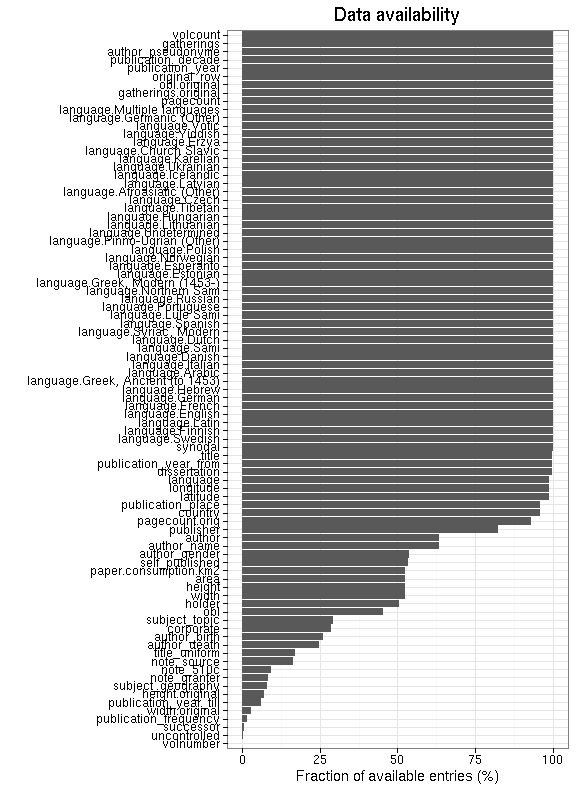 Data availability
volcount
gatherings
author_pseudonyme
publication_decade
publication_year
original_row
obl.original
gatherings.original
pagecount
language.Multiple languages
language.Germanic (Other)
language.Votic
language.Yiddish
language.Erzya
language.Church Slavic
language.Karelian
language.Ukrainian
language.Icelandic
language.Latvian
language.Afroasiatic (Other)
language.Czech
language.Tibetan
language.Hungarian
language.Lithuanian
language.Undetermined
language.Finno-Ugrian (Other)
language.Polish
language.Norwegian
language.Esperanto
language.Estonian
language.Greek, Modern (1453-)
language.Northern Sami
language.Russian
language.Portuguese
language.Lule Sami
language.Spanish
language.Syriac, Modern
language.Dutch
language.Sami
language.Danish
language.Italian
language.Arabic
language.Greek, Ancient (to 1453)
language.Hebrew
language.German
language.French
language.English
language.Latin
language.Finnish
language.Swedish
synodal
title
publication_year_from
dissertation
language
longitude
latitude
publication_place
country
pagecount.orig
publisher
author
author_name
author_gender
self_published
paper.consumption.km2
area
height
width
holder
obl
subject_topic
corporate
author_birth
author_death
title_uniform
note_source
note_510c
note_granter
subject_geography
height.original
publication_year_till
width.original
publication_frequency
successor
uncontrolled
volnumber
0 25 50 75 100
Fraction of available entries (%)